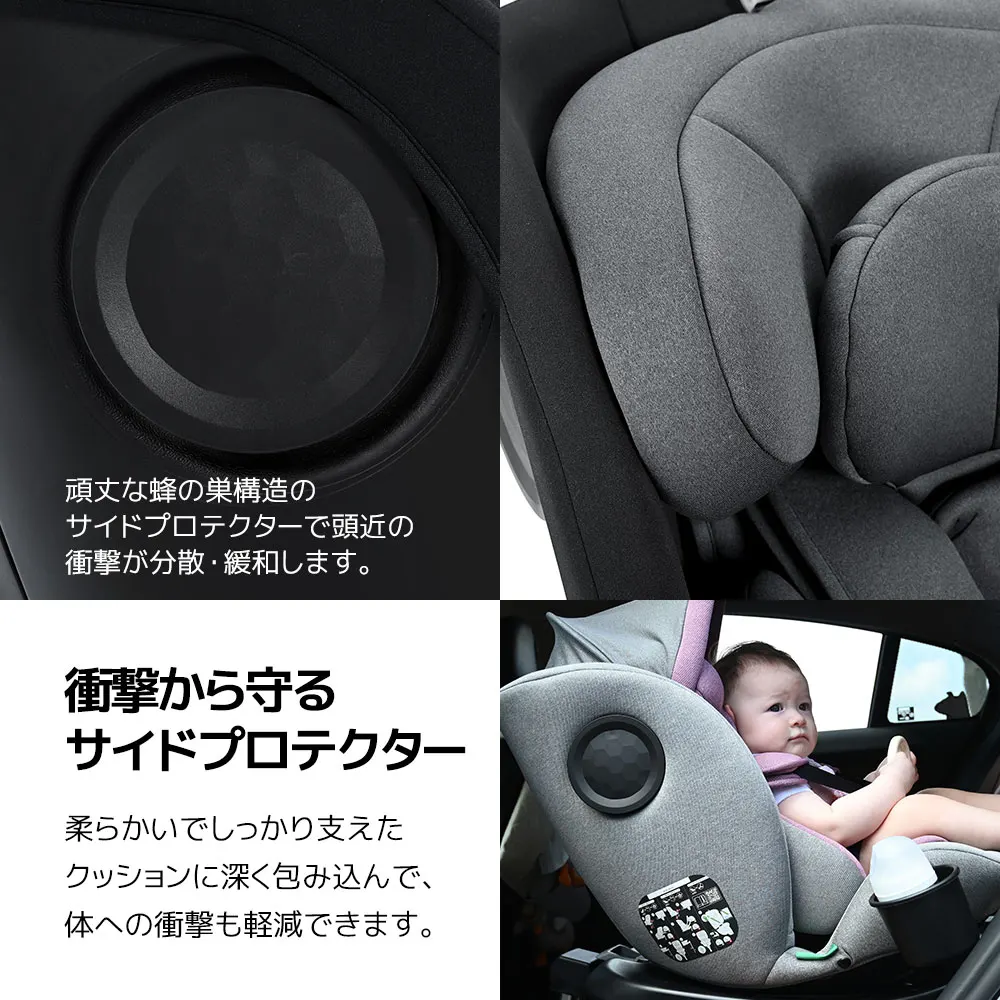 頑丈な蜂の巣構造の
サイドプロテクターで頭近の
衝撃が分散・緩和します。
衝撃から守る
サイドプロテクター
柔らかいでしっかり支えた
クッションに深く包み込んで、
体への衝撃も軽減できます。